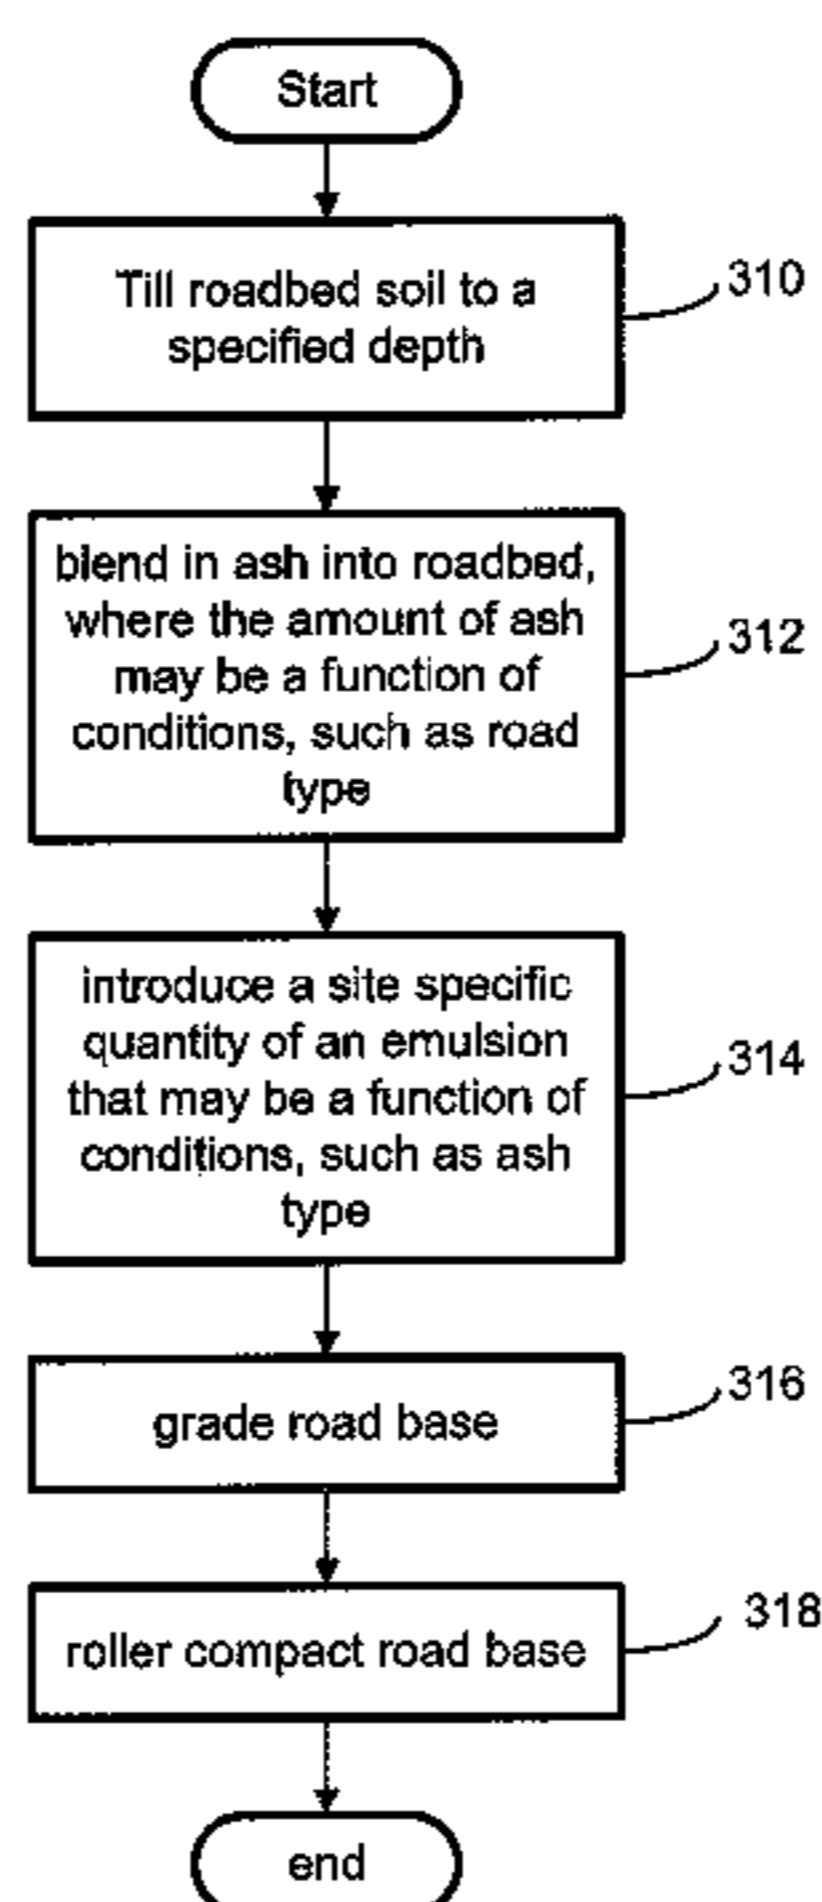 Start
Till roadbed soil to a
specified depth
310
blend in ash into roadbed,
where the amount of ash
may be a function of
conditions, such as road
type
312
introduce a site specific
quantity of an emulsion
that may be a function of
conditions, such as ash
type
314
grade road base
316
roller compact road base
318
end